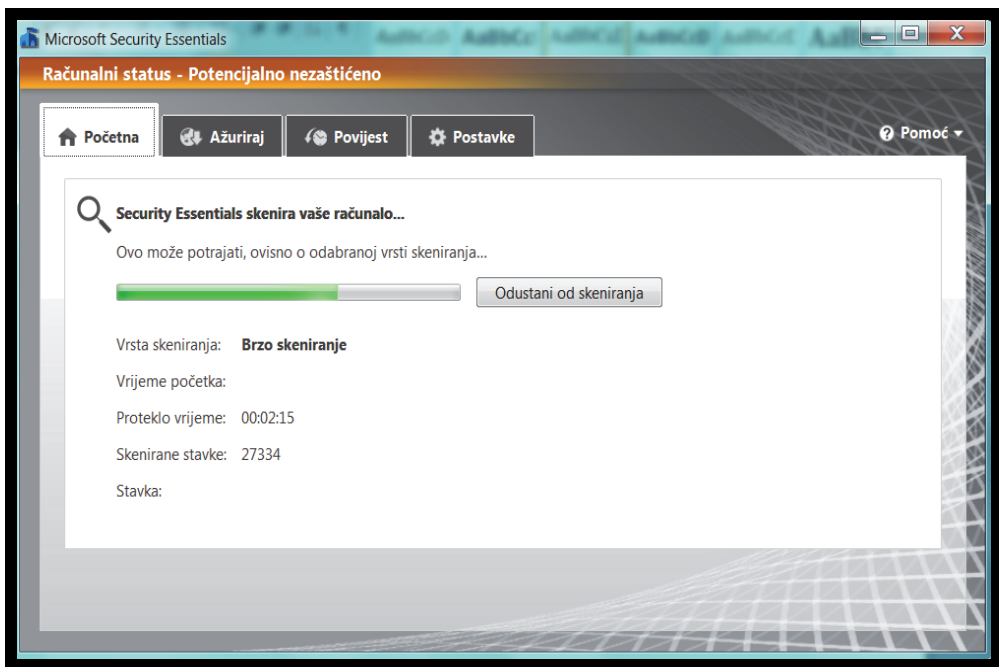 Microsoft Security Essentials
Računalni status - Potencijalno nezaštićeno
Početna Ažuriraj Povijest Postavke Pomoć
Security Essentials skenira vaše računalo...
Ovo može potrajati, ovisno o odabranoj vrsti skeniranja...
Odustani od skeniranja
Vrsta skeniranja: Brzo skeniranje
Vrijeme početka:
Proteklo vrijeme: 00:02:15
Skenirane stavke: 27334
Stavka: